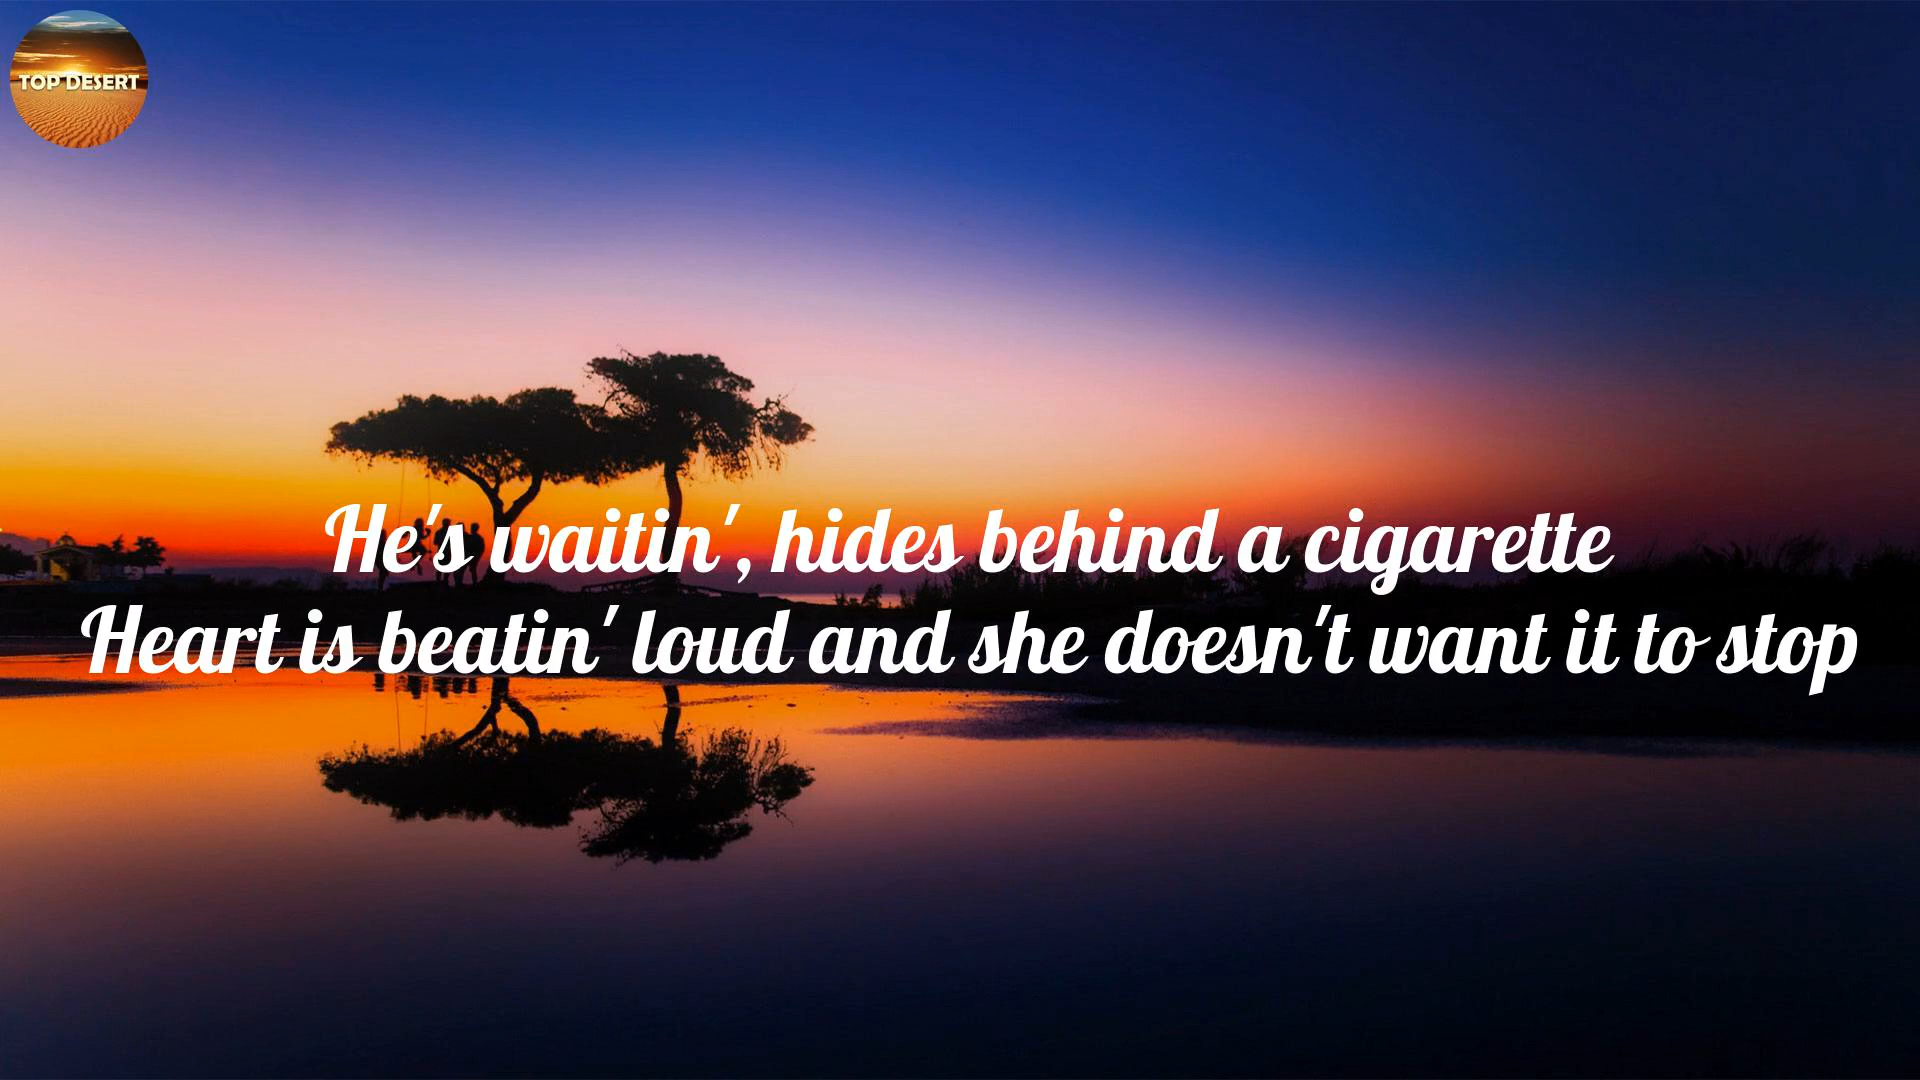 TOP DESERT
He's waitin', hides behind a cigarette
Heart is beatin' loud and she doesn't want it to stop